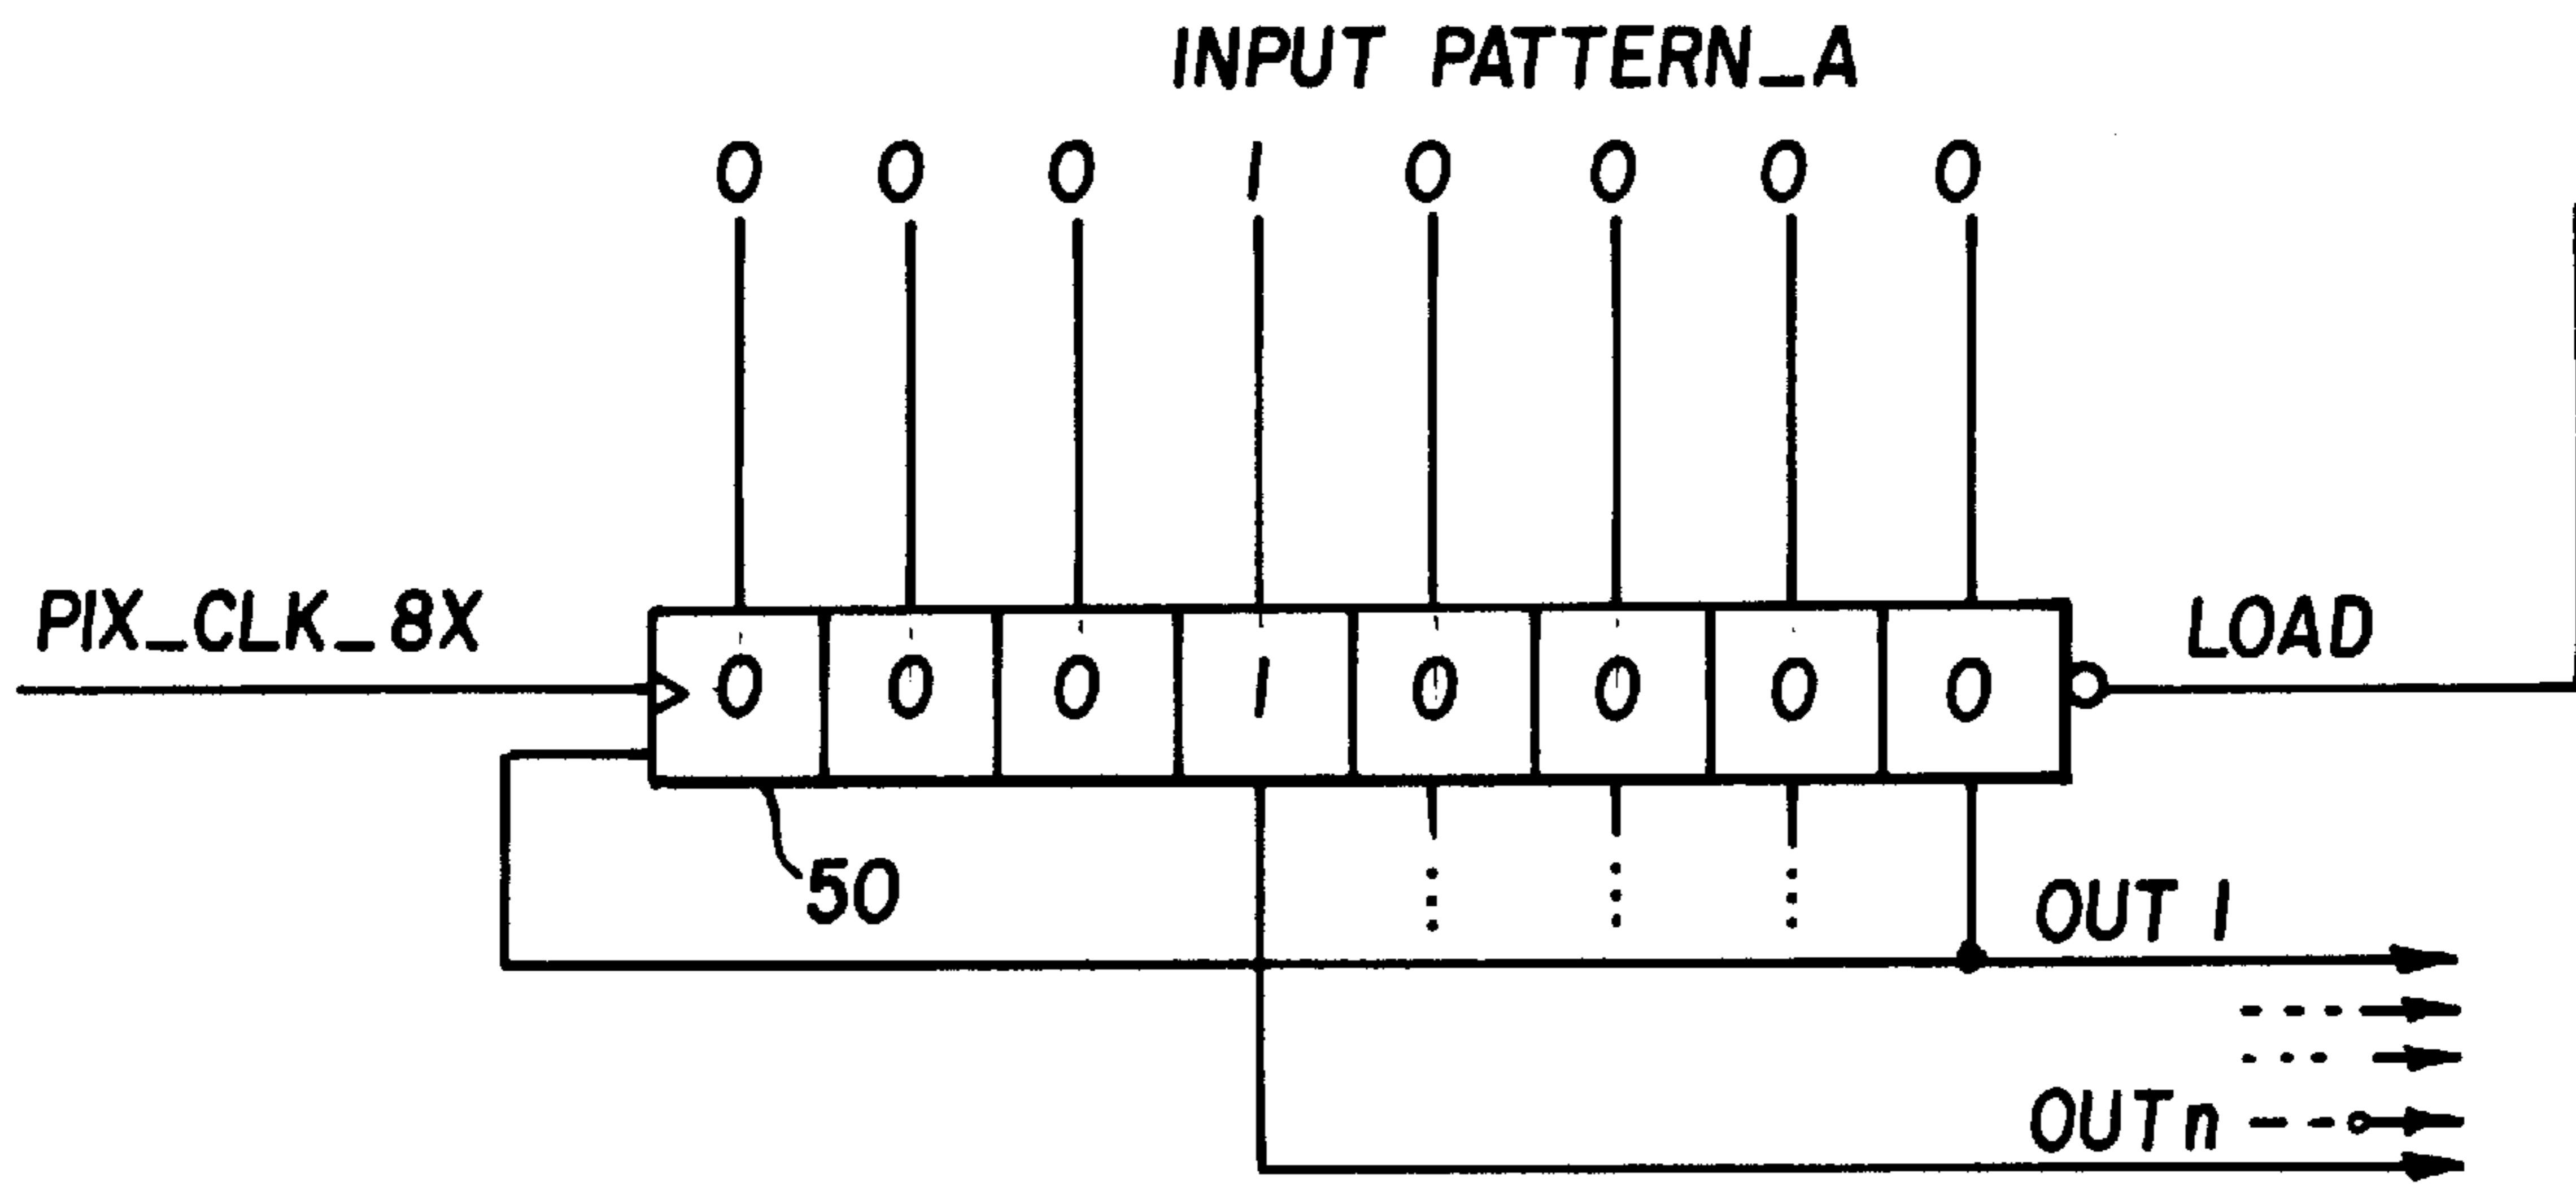 INPUT PATTERN_A
0 0 0 1 0 0 0 0
PIX_CLK_8X
0 0 0 1 0 0 0 0
LOAD
50
OUT 1
OUTn